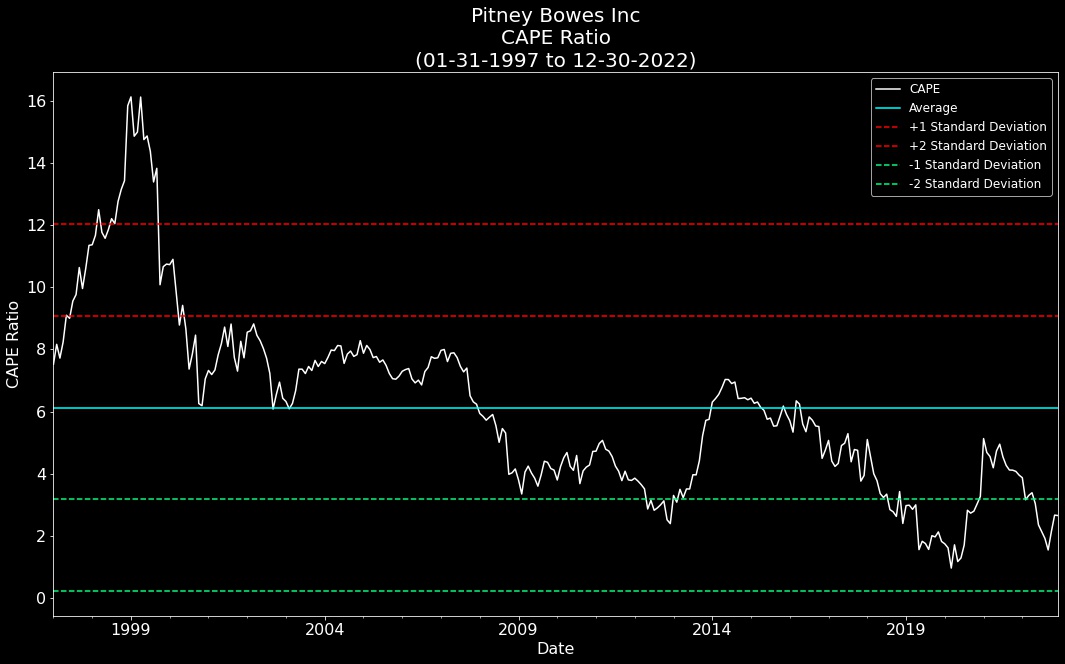 Pitney Bowes Inc
CAPE Ratio
(01-31-1997 to 12-30-2022)
CAPE
Average
+1 Standard Deviation
+2 Standard Deviation
-1 Standard Deviation
-2 Standard Deviation
CAPE Ratio
16
14
12
10
8
6
4
2
0
1999 2004 2009 2014 2019
Date